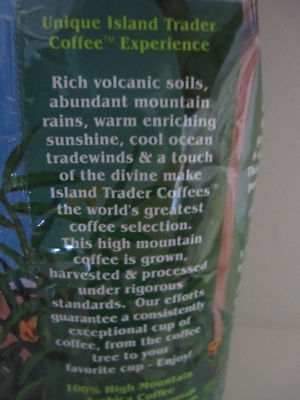 Unique Island Trader
Coffee™ Experience
Rich volcanic soils,
abundant mountain
rains, warm enriching
sunshine, cool ocean
tradewinds & a touch
of the divine make
Island Trader Coffees™
the world's greatest
coffee selection.
This high mountain
coffee is grown,
harvested & processed
under rigorous
standards. Our efforts
guarantee a consistently
exceptional cup of
coffee, from the coffee
tree to your
favorite cup - Enjoy!
100% High Mountain
Arabica Coffee